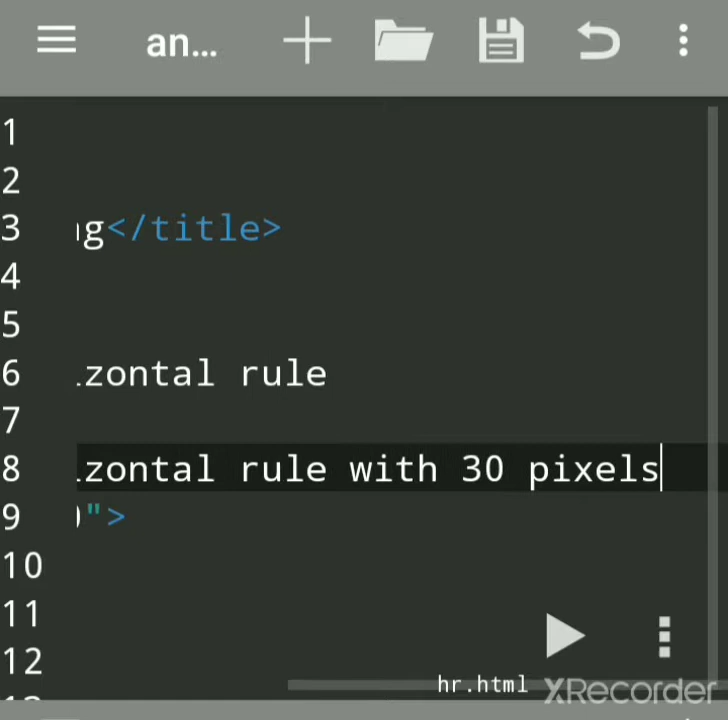 an...
1
2
3 g</title>
4
5
6 zontal rule
7
8 zontal rule with 30 pixels
9 ">
10
11
12
hr.html
XRecorder